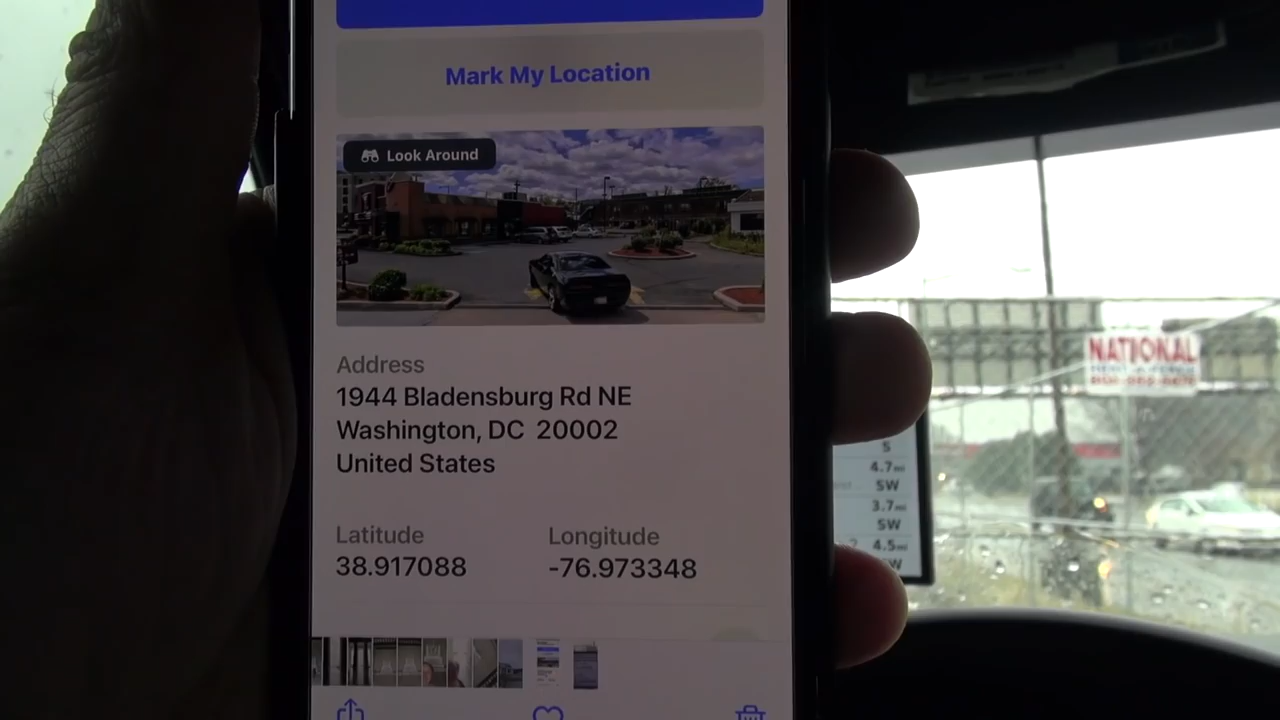 Mark My Location
Look Around
Address
1944 Bladensburg Rd NE
Washington, DC 20002
United States
Latitude
38.917088
Longitude
-76.973348
NATIONAL
S
4.7mi
SW
3.7mi
SW
4.5mi